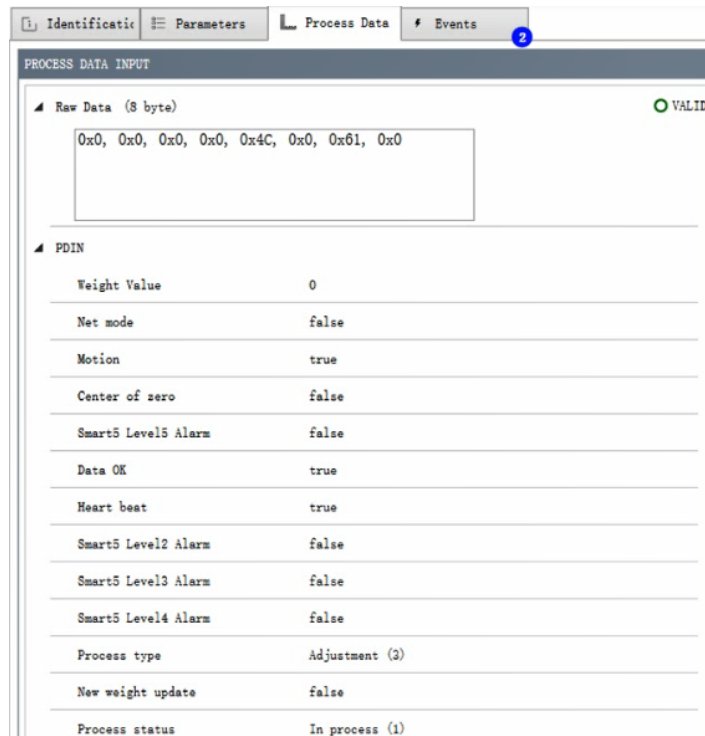 Identificatic Parameters Process Data Events 2
PROCESS DATA INPUT
Raw Data (8 byte) VALID
0x0, 0x0, 0x0, 0x0, 0x4C, 0x0, 0x61, 0x0
PDIN
Weight Value 0
Net mode false
Motion true
Center of zero false
Smart5 Level5 Alarm false
Data OK true
Heart beat true
Smart5 Level2 Alarm false
Smart5 Level3 Alarm false
Smart5 Level4 Alarm false
Process type Adjustment (3)
New weight update false
Process status In process (1)